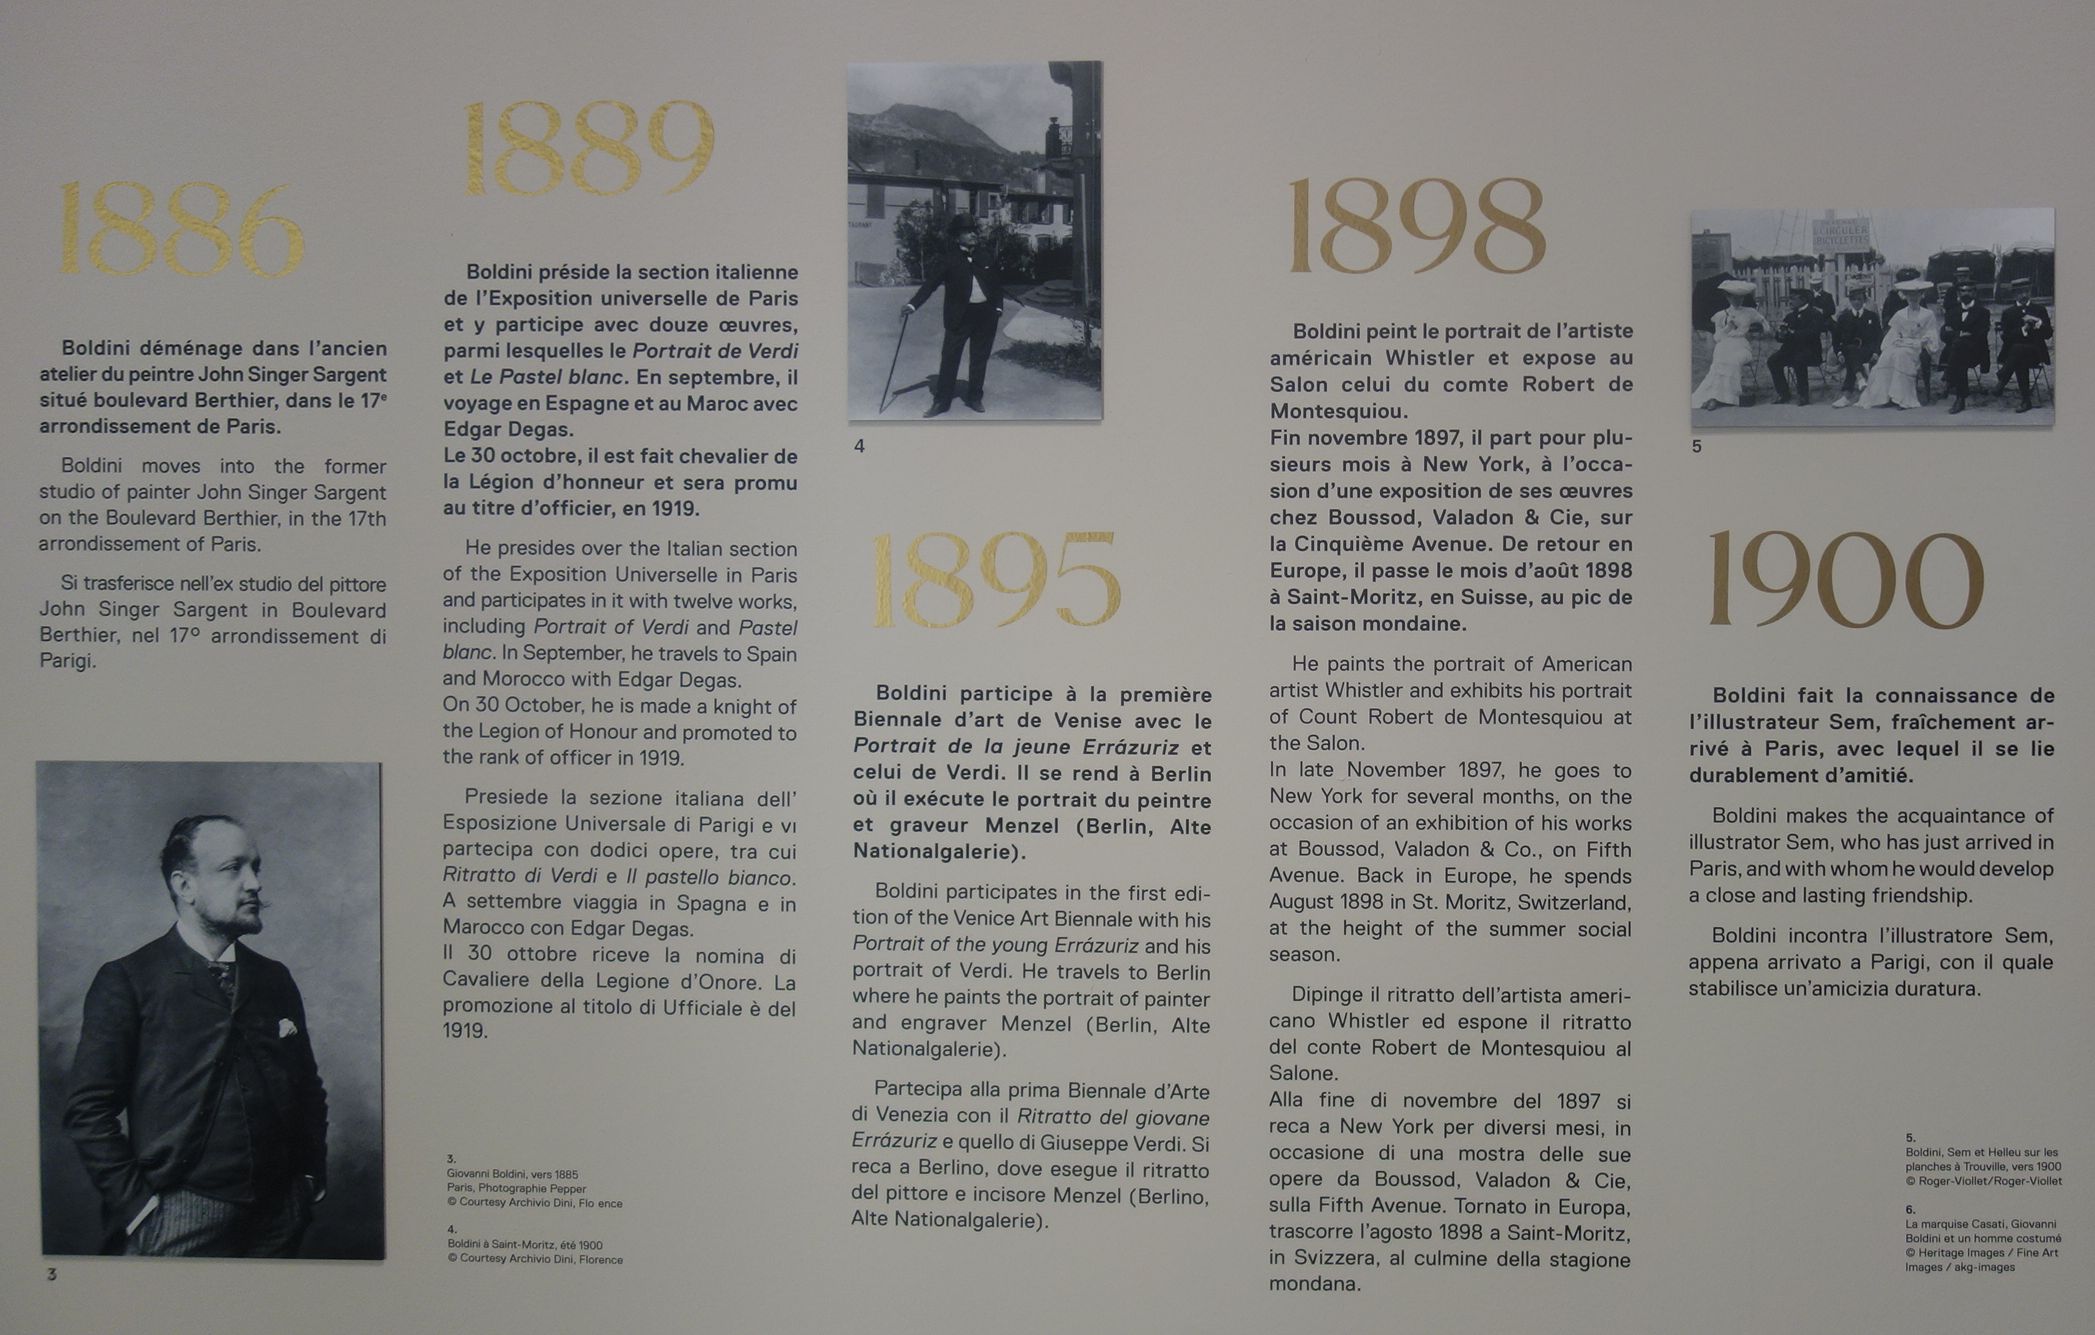 1886
Boldini déménage dans l'ancien
atelier du peintre John Singer Sargent
situé boulevard Berthier, dans le 17e
arrondissement de Paris.
Boldini moves into the former
studio of painter John Singer Sargent
on the Boulevard Berthier, in the 17th
arrondissement of Paris.
Si trasferisce nell'ex studio del pittore
John Singer Sargent in Boulevard
Berthier, nel 17° arrondissement di
Parigi.
3
1889
Boldini préside la section italienne
de l'Exposition universelle de Paris
et y participe avec douze œuvres,
parmi lesquelles le Portrait de Verdi
et Le Pastel blanc. En septembre, il
voyage en Espagne et au Maroc avec
Edgar Degas.
Le 30 octobre, il est fait chevalier de
la Légion d'honneur et sera promu
au titre d'officier, en 1919.
He presides over the Italian section
of the Exposition Universelle in Paris
and participates in it with twelve works,
including Portrait of Verdi and Pastel
blanc. In September, he travels to Spain
and Morocco with Edgar Degas.
On 30 October, he is made a knight of
the Legion of Honour and promoted to
the rank of officer in 1919.
Presiede la sezione italiana dell'
Esposizione Universale di Parigi e vi
partecipa con dodici opere, tra cui
Ritratto di Verdi e Il pastello bianco.
A settembre viaggia in Spagna e in
Marocco con Edgar Degas.
Il 30 ottobre riceve la nomina di
Cavaliere della Legione d'Onore. La
promozione al titolo di Ufficiale è del
1919.
3.
Giovanni Boldini, vers 1885
Paris, Photographie Pepper
© Courtesy Archivio Dini, Flo ence
4.
Boldini à Saint-Moritz, été 1900
© Courtesy Archivio Dini, Florence
4
1895
Boldini participe à la première
Biennale d'art de Venise avec le
Portrait de la jeune Errázuriz et
celui de Verdi. Il se rend à Berlin
où il exécute le portrait du peintre
et graveur Menzel (Berlin, Alte
Nationalgalerie).
Boldini participates in the first edi-
tion of the Venice Art Biennale with his
Portrait of the young Errázuriz and his
portrait of Verdi. He travels to Berlin
where he paints the portrait of painter
and engraver Menzel (Berlin, Alte
Nationalgalerie).
Partecipa alla prima Biennale d'Arte
di Venezia con il Ritratto del giovane
Errázuriz e quello di Giuseppe Verdi. Si
reca a Berlino, dove esegue il ritratto
del pittore e incisore Menzel (Berlino,
Alte Nationalgalerie).
1898
Boldini peint le portrait de l'artiste
américain Whistler et expose au
Salon celui du comte Robert de
Montesquiou.
Fin novembre 1897, il part pour plu-
sieurs mois à New York, à l'occa-
sion d'une exposition de ses œuvres
chez Boussod, Valadon & Cie, sur
la Cinquième Avenue. De retour en
Europe, il passe le mois d'août 1898
à Saint-Moritz, en Suisse, au pic de
la saison mondaine.
He paints the portrait of American
artist Whistler and exhibits his portrait
of Count Robert de Montesquiou at
the Salon.
In late November 1897, he goes to
New York for several months, on the
occasion of an exhibition of his works
at Boussod, Valadon & Co., on Fifth
Avenue. Back in Europe, he spends
August 1898 in St. Moritz, Switzerland,
at the height of the summer social
season.
Dipinge il ritratto dell'artista ameri-
cano Whistler ed espone il ritratto
del conte Robert de Montesquiou al
Salone.
Alla fine di novembre del 1897 si
reca a New York per diversi mesi, in
occasione di una mostra delle sue
opere da Boussod, Valadon & Cie,
sulla Fifth Avenue. Tornato in Europa,
trascorre l'agosto 1898 a Saint-Moritz,
in Svizzera, al culmine della stagione
mondana.
CIRCULER
BICYCLETTES
5
1900
Boldini fait la connaissance de
l'illustrateur Sem, fraîchement ar-
rivé à Paris, avec lequel il se lie
durablement d'amitié.
Boldini makes the acquaintance of
illustrator Sem, who has just arrived in
Paris, and with whom he would develop
a close and lasting friendship.
Boldini incontra l'illustratore Sem,
appena arrivato a Parigi, con il quale
stabilisce un'amicizia duratura.
5.
Boldini, Sem et Helleu sur les
planches à Trouville, vers 1900
© Roger-Viollet/Roger-Viollet
6.
La marquise Casati, Giovanni
Boldini et un homme costumé
© Heritage Images / Fine Art
Images / akg-images